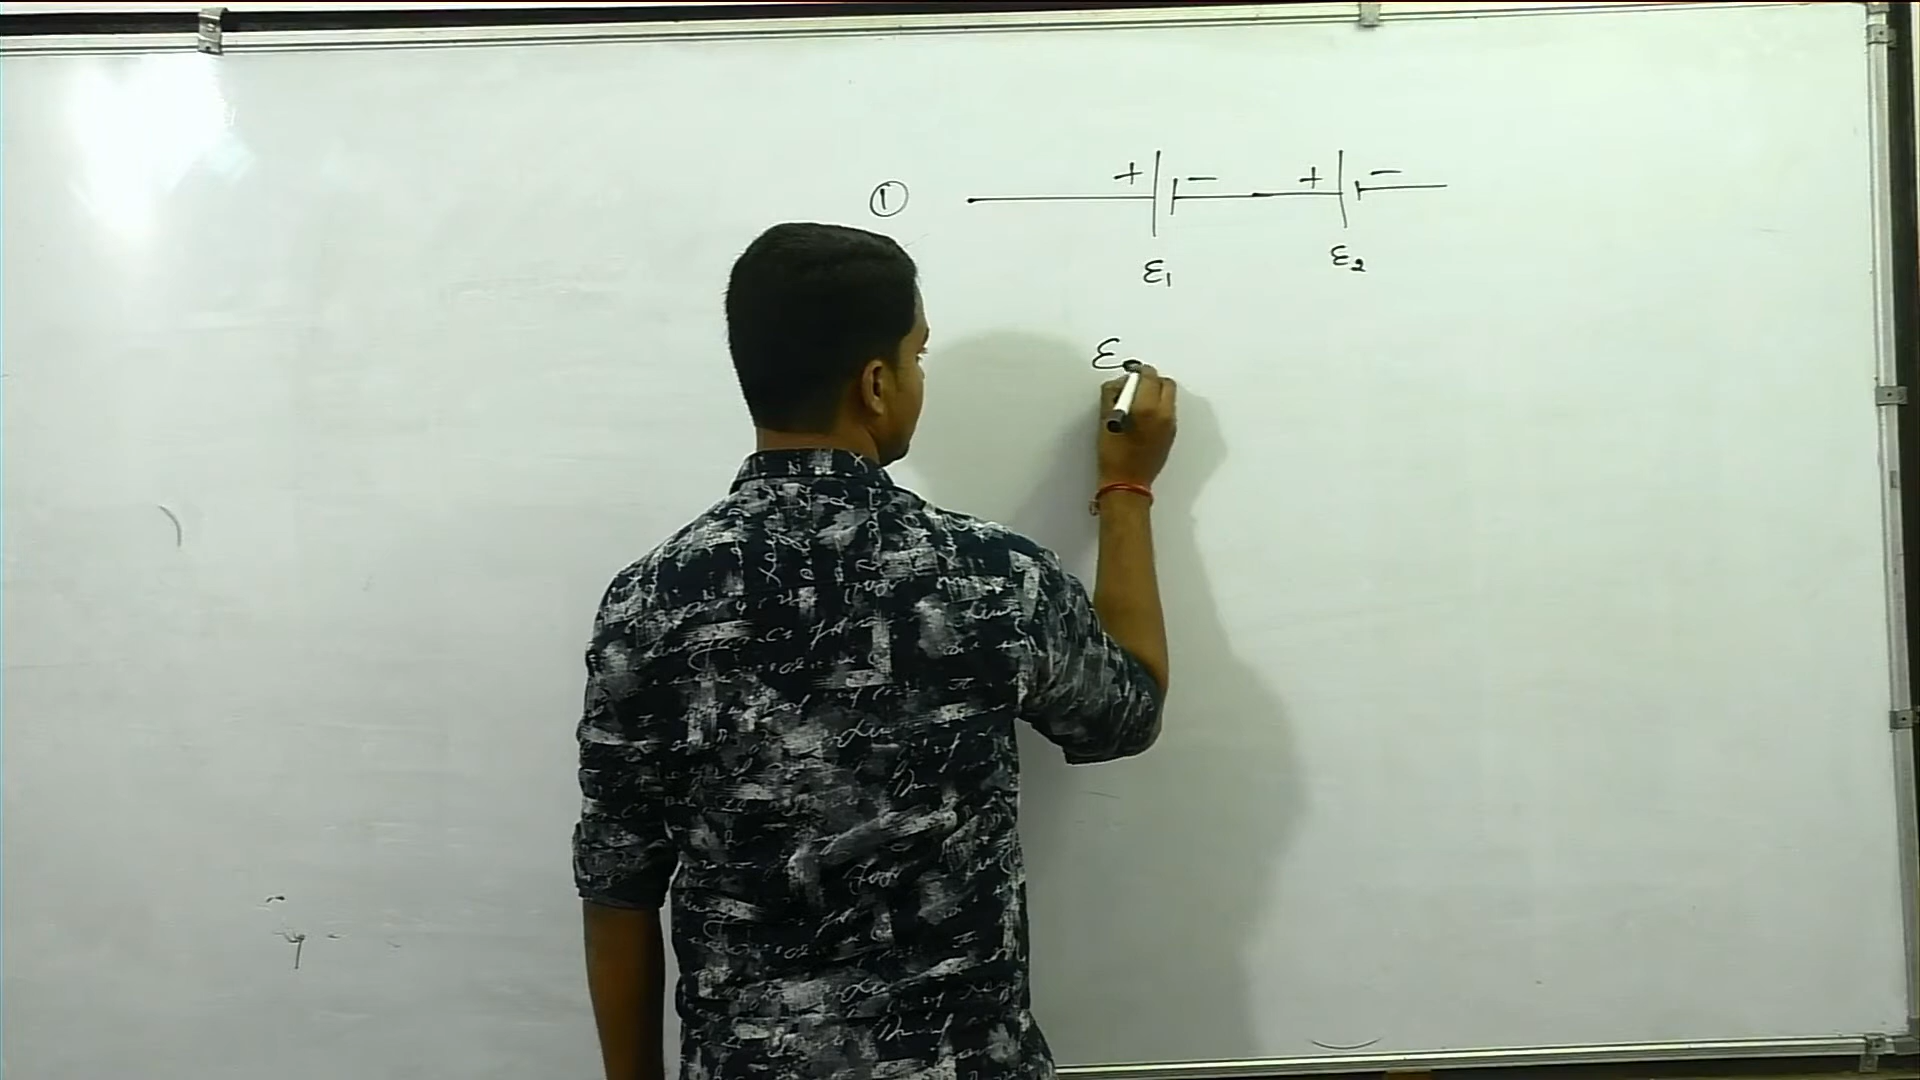 ① + - + -
ε1 ε2
ε